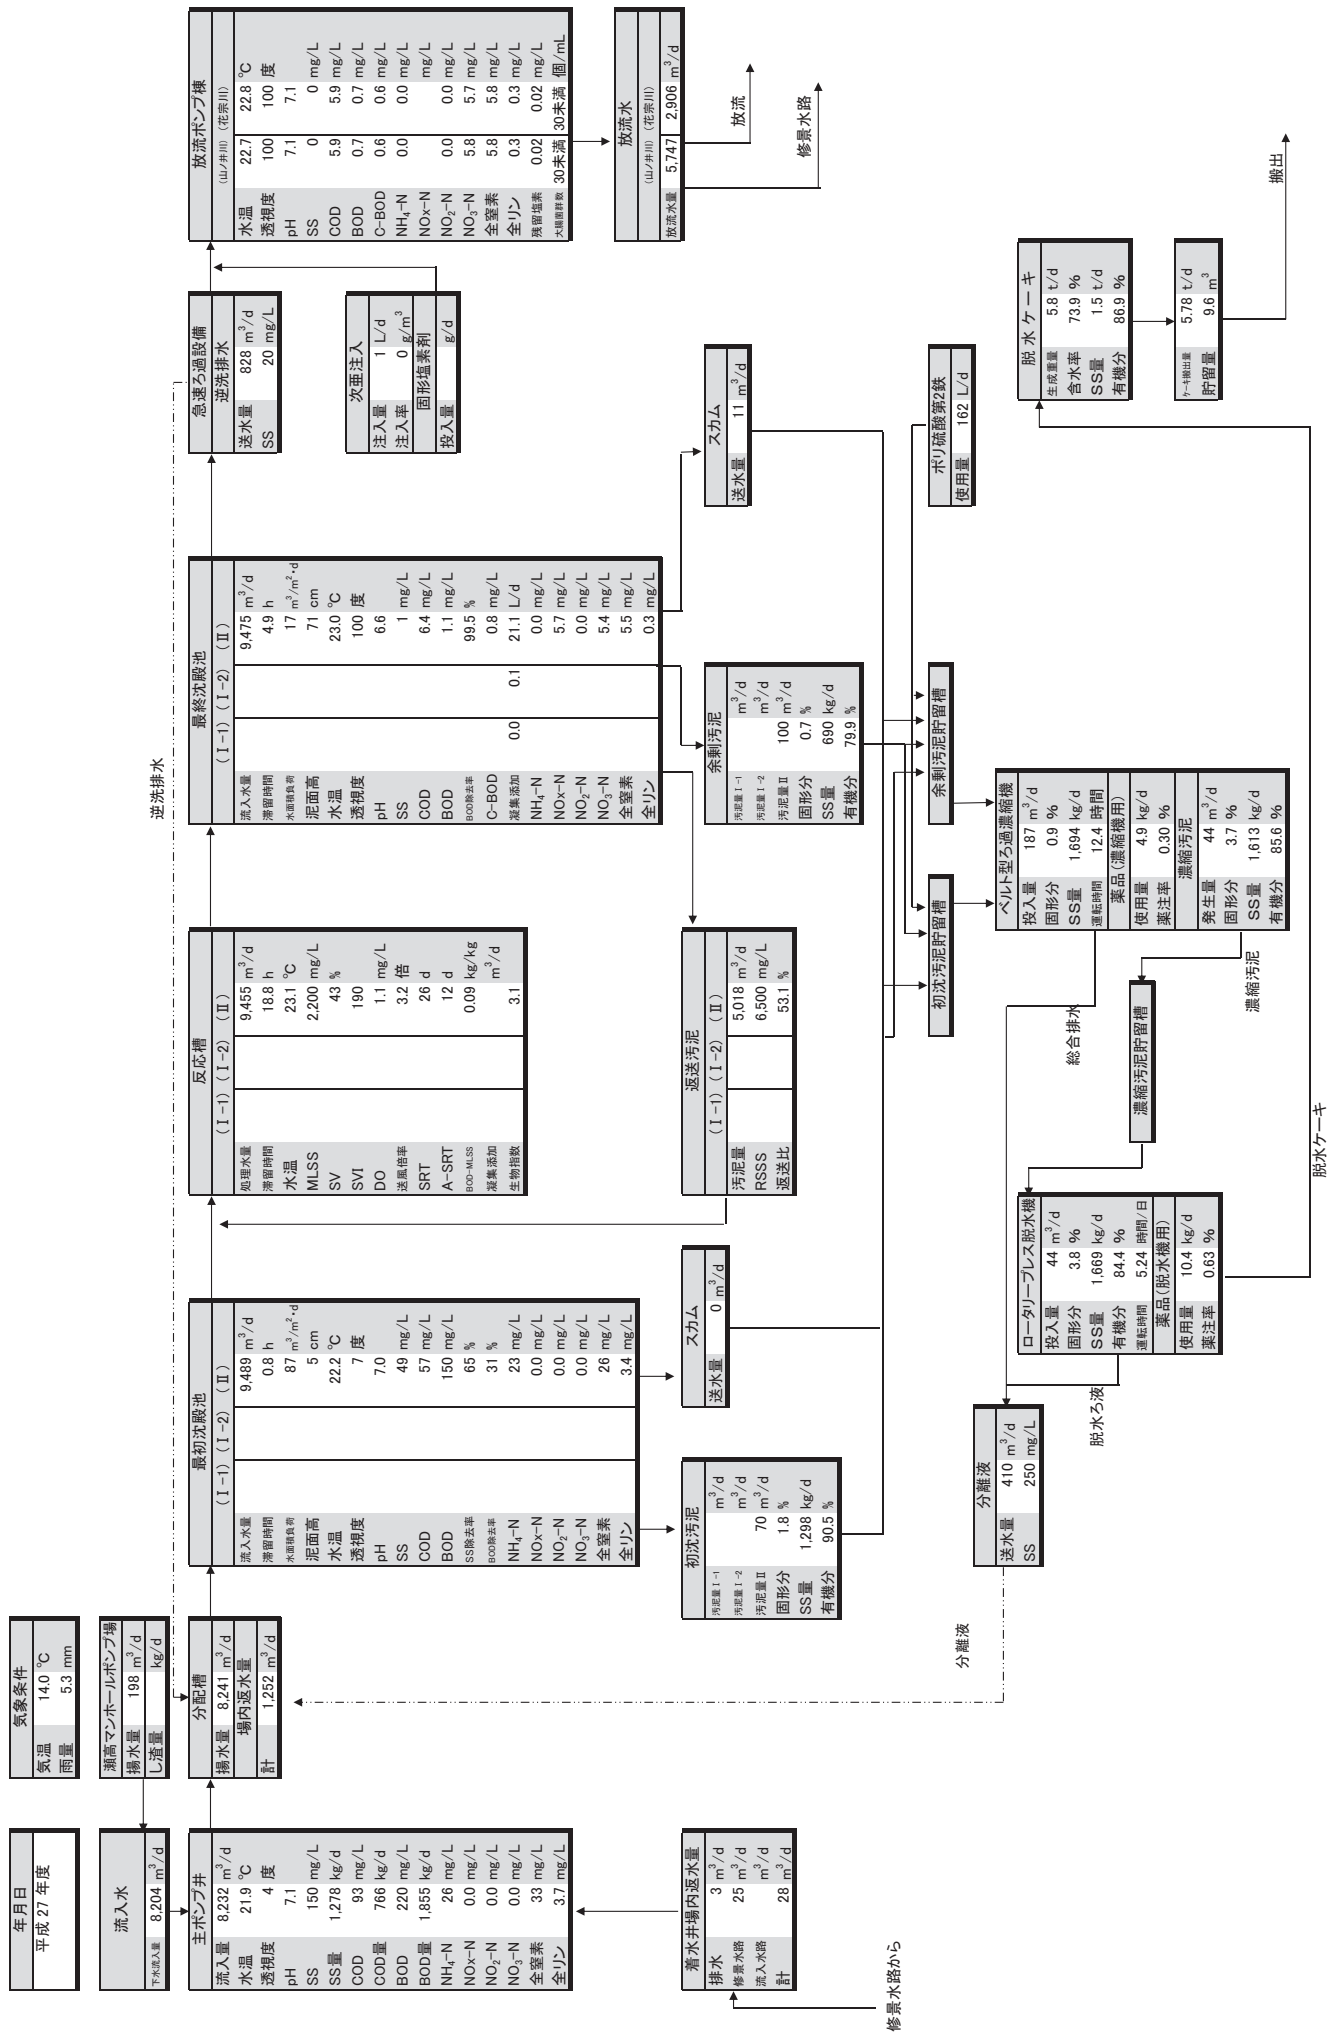 年月日
平成 27 年度
気象条件
気温 14.0 ℃
雨量 5.3 mm
流入水
下水流入量 8,204 m³/d
瀬高マンホールポンプ場
揚水量 198 m³/d
し渣量 kg/d
主ポンプ井
流入量 8,232 m³/d
水温 21.9 ℃
透視度 4 度
pH 7.1
SS 150 mg/L
SS量 1,278 kg/d
COD 93 mg/L
COD量 766 kg/d
BOD 220 mg/L
BOD量 1,855 kg/d
NH₄-N 26 mg/L
NOx-N 0.0 mg/L
NO₂-N 0.0 mg/L
NO₃-N 0.0 mg/L
全窒素 33 mg/L
全リン 3.7 mg/L
着水井場内返水量
排水 3 m³/d
修景水路 25 m³/d
流入水路 m³/d
計 28 m³/d
修景水路から
分配槽
揚水量 8,241 m³/d
場内返水量
計 1,252 m³/d
逆洗排水
最初沈殿池
(Ⅰ-1) (Ⅰ-2) (Ⅱ)
流入水量 9,489 m³/d
滞留時間 0.8 h
水面積負荷 87 m³/m²・d
汚泥面高 5 cm
水温 22.2 ℃
透視度 7 度
pH 7.0
SS 49 mg/L
COD 57 mg/L
BOD 150 mg/L
SS除去率 65 %
BOD除去率 31 %
NH₄-N 23 mg/L
NOx-N 0.0 mg/L
NO₂-N 0.0 mg/L
NO₃-N 0.0 mg/L
全窒素 26 mg/L
全リン 3.4 mg/L
初沈汚泥
汚泥量Ⅰ-1 m³/d
汚泥量Ⅰ-2 m³/d
汚泥量Ⅱ 70 m³/d
固形分 1.8 %
SS量 1,298 kg/d
有機分 90.5 %
スカム
送水量 0 m³/d
反応槽
(Ⅰ-1) (Ⅰ-2) (Ⅱ)
処理水量 9,455 m³/d
滞留時間 18.8 h
水温 23.1 ℃
MLSS 2,200 mg/L
SV 43 %
SVI 190
DO 1.1 mg/L
送風倍率 3.2 倍
SRT 26 d
A-SRT 12 d
BOD-MLSS 0.09 kg/kg
凝集添加 m³/d
生物指数 3.1
返送汚泥
(Ⅰ-1) (Ⅰ-2) (Ⅱ)
汚泥量 5,018 m³/d
RSSS 6,500 mg/L
返送比 53.1 %
最終沈殿池
(Ⅰ-1) (Ⅰ-2) (Ⅱ)
流入水量 9,475 m³/d
滞留時間 4.9 h
水面積負荷 17 m³/m²・d
泥面高 71 cm
水温 23.0 ℃
透視度 100 度
pH 6.6
SS 1 mg/L
COD 6.4 mg/L
BOD 1.1 mg/L
BOD除去率 99.5 %
C-BOD 0.8 mg/L
凝集添加 0.0 0.1 21.1 L/d
NH₄-N 0.0 mg/L
NOx-N 5.7 mg/L
NO₂-N 0.0 mg/L
NO₃-N 5.4 mg/L
全窒素 5.5 mg/L
全リン 0.3 mg/L
余剰汚泥
汚泥量Ⅰ-1 m³/d
汚泥量Ⅰ-2 m³/d
汚泥量Ⅱ 100 m³/d
固形分 0.7 %
SS量 690 kg/d
有機分 79.9 %
スカム
送水量 11 m³/d
急速ろ過設備
逆洗排水
送水量 828 m³/d
SS 20 mg/L
次亜注入
注入量 1 L/d
注入率 0 g/m³
固形塩素剤
投入量 g/d
放流ポンプ棟
(山ノ井川) (花宗川)
水温 22.7 22.8 ℃
透視度 100 100 度
pH 7.1 7.1
SS 0 0 mg/L
COD 5.9 5.9 mg/L
BOD 0.7 0.7 mg/L
C-BOD 0.6 0.6 mg/L
NH₄-N 0.0 0.0 mg/L
NOx-N mg/L
NO₂-N 0.0 0.0 mg/L
NO₃-N 5.8 5.7 mg/L
全窒素 5.8 5.8 mg/L
全リン 0.3 0.3 mg/L
残留塩素 0.02 0.02 mg/L
大腸菌群数 30未満 30未満 個/mL
放流水
(山ノ井川) (花宗川)
放流水量 5,747 2,906 m³/d
放流
修景水路
初沈汚泥貯留槽
余剰汚泥貯留槽
ポリ硫酸第2鉄
使用量 162 L/d
ベルト型ろ過濃縮機
投入量 187 m³/d
固形分 0.9 %
SS量 1,694 kg/d
運転時間 12.4 時間
薬品(濃縮機用)
使用量 4.9 kg/d
薬注率 0.30 %
濃縮汚泥
発生量 44 m³/d
固形分 3.7 %
SS量 1,613 kg/d
有機分 85.6 %
総合排水
濃縮汚泥
濃縮汚泥貯留槽
ロータリープレス脱水機
投入量 44 m³/d
固形分 3.8 %
SS量 1,669 kg/d
有機分 84.4 %
運転時間 5.24 時間/日
薬品(脱水機用)
使用量 10.4 kg/d
薬注率 0.63 %
脱水ろ液
分離液
送水量 410 m³/d
SS 250 mg/L
分離液
脱水ケーキ
脱水ケーキ
生成重量 5.8 t/d
含水率 73.9 %
SS量 1.5 t/d
有機分 86.9 %
ケーキ搬出量 5.78 t/d
貯留量 9.6 m³
搬出